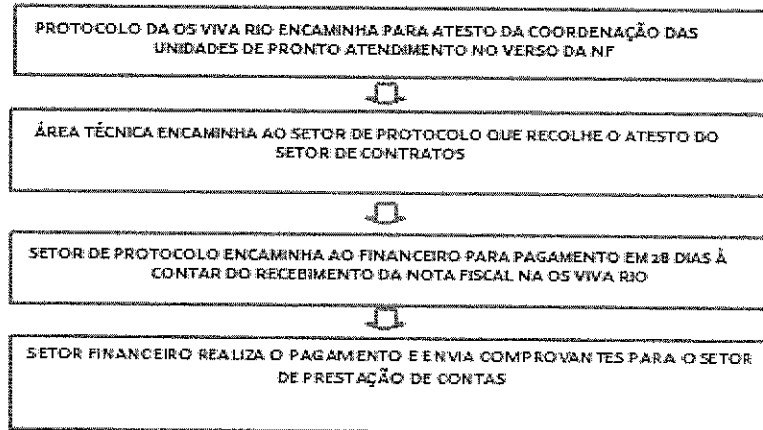 PROTOCOLO DA OS VIVA RIO ENCAMINHA PARA ATESTO DA COORDENAÇÃO DAS
UNIDADES DE PRONTO ATENDIMENTO NO VERSO DA NF
ÁREA TÉCNICA ENCAMINHA AO SETOR DE PROTOCOLO QUE RECOLHE O ATESTO DO
SETOR DE CONTRATOS
SETOR DE PROTOCOLO ENCAMINHA AO FINANCEIRO PARA PAGAMENTO EM 28 DIAS À
CONTAR DO RECEBIMENTO DA NOTA FISCAL NA OS VIVA RIO
SETOR FINANCEIRO REALIZA O PAGAMENTO E ENVIA COMPROVANTES PARA O SETOR
DE PRESTAÇÃO DE CONTAS